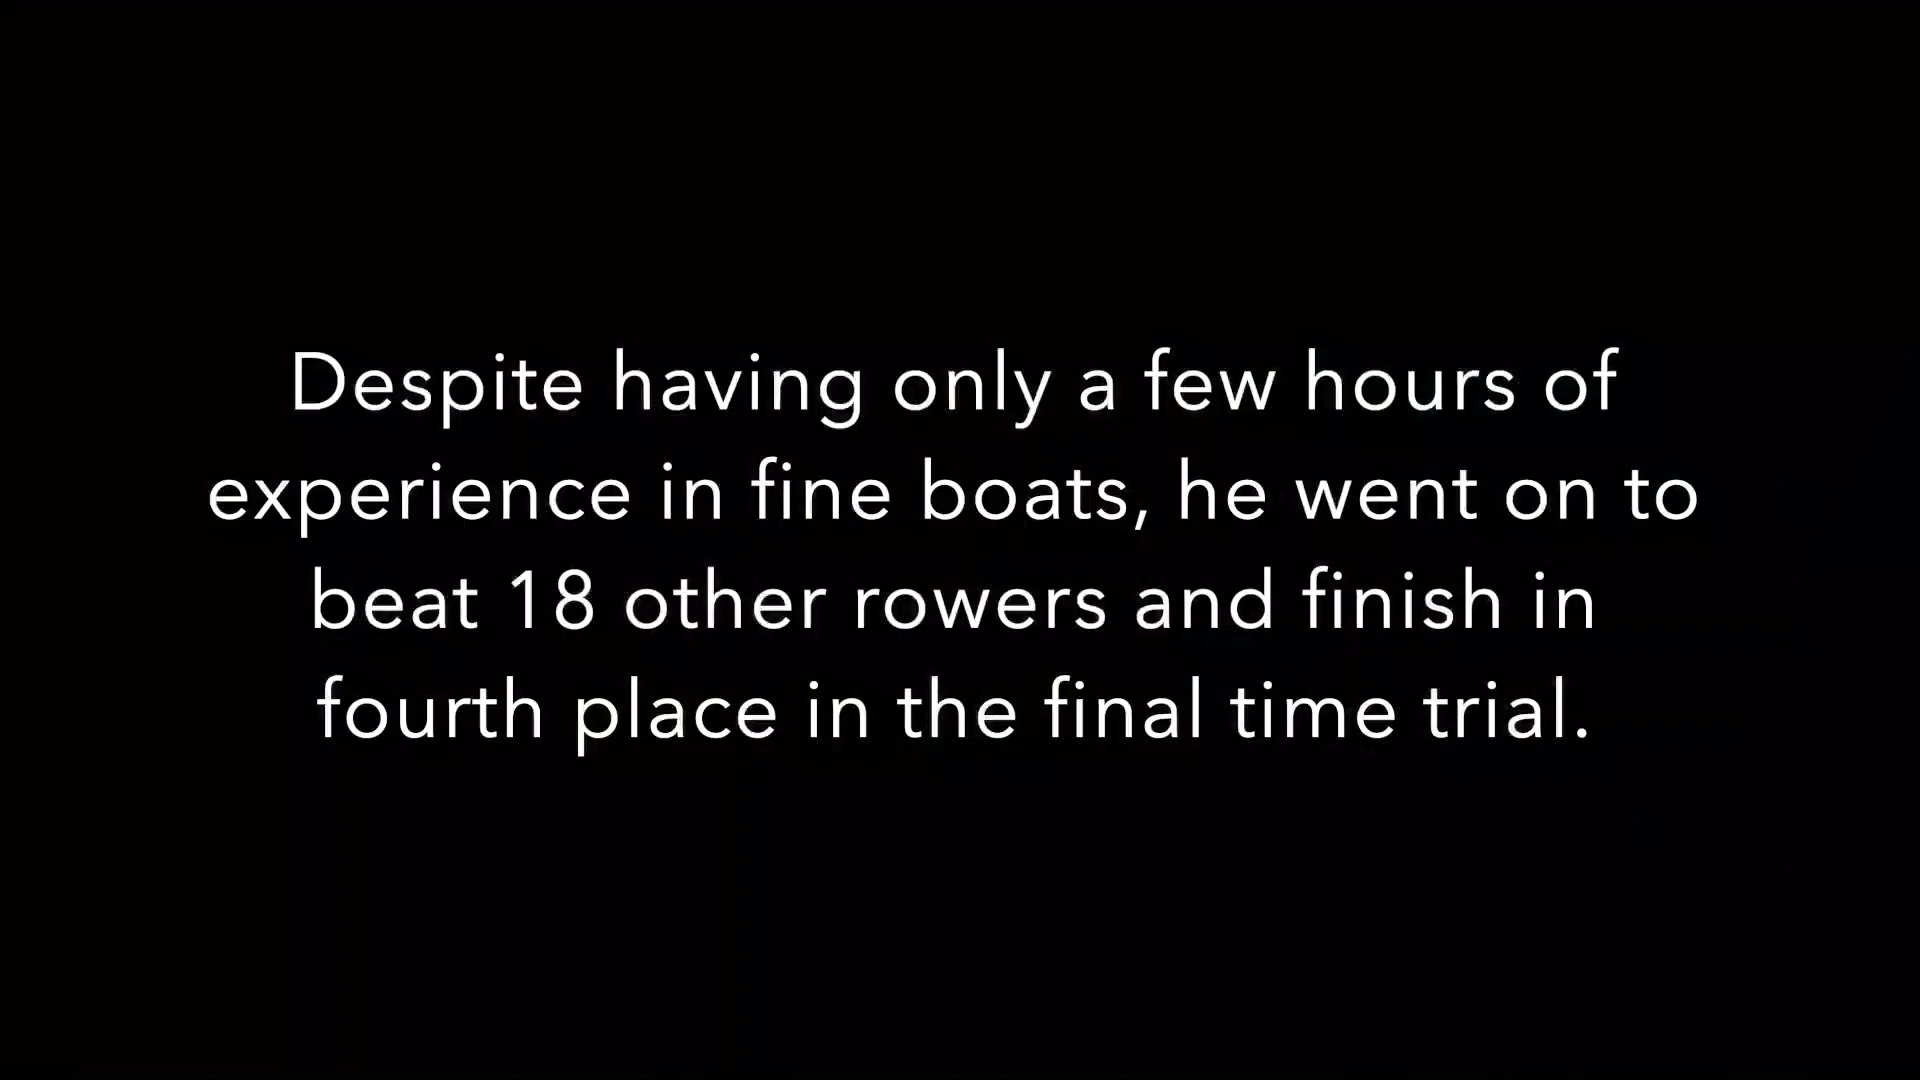 Despite having only a few hours of
experience in fine boats, he went on to
beat 18 other rowers and finish in
fourth place in the final time trial.